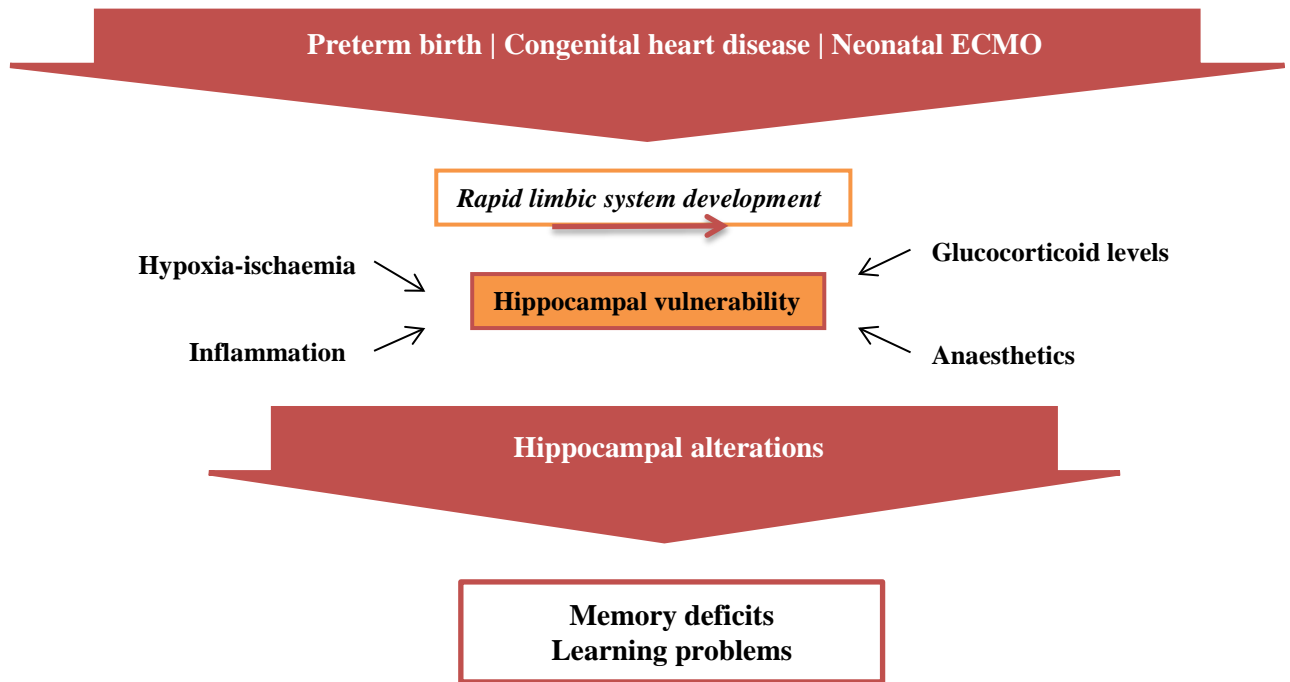 Preterm birth | Congenital heart disease | Neonatal ECMO
Rapid limbic system development
Hypoxia-ischaemia
Glucocorticoid levels
Hippocampal vulnerability
Inflammation
Anaesthetics
Hippocampal alterations
Memory deficits
Learning problems